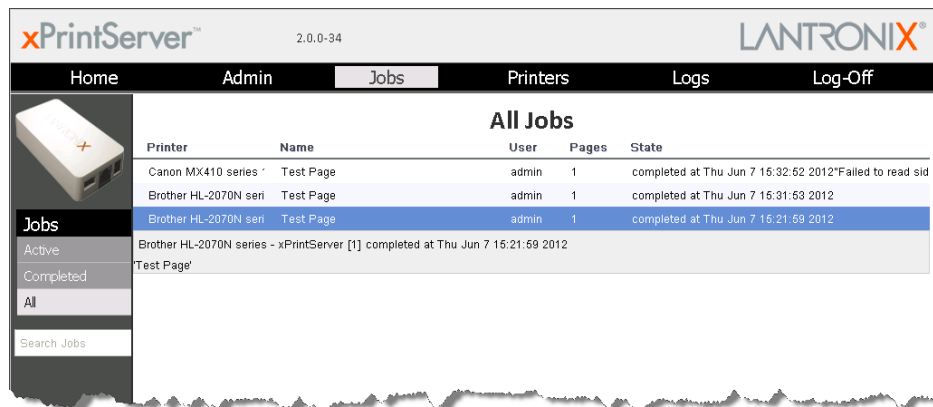 xPrintServer™ 2.0.0-34 LANTRONIX®
Home Admin Jobs Printers Logs Log-Off
LANTRONIX
All Jobs
Printer Name User Pages State
Canon MX410 series Test Page admin 1 completed at Thu Jun 7 15:32:52 2012"Failed to read sid
Brother HL-2070N seri Test Page admin 1 completed at Thu Jun 7 15:31:53 2012
Brother HL-2070N seri Test Page admin 1 completed at Thu Jun 7 15:21:59 2012
Brother HL-2070N series - xPrintServer [1] completed at Thu Jun 7 15:21:59 2012
'Test Page'
Jobs
Active
Completed
All
Search Jobs